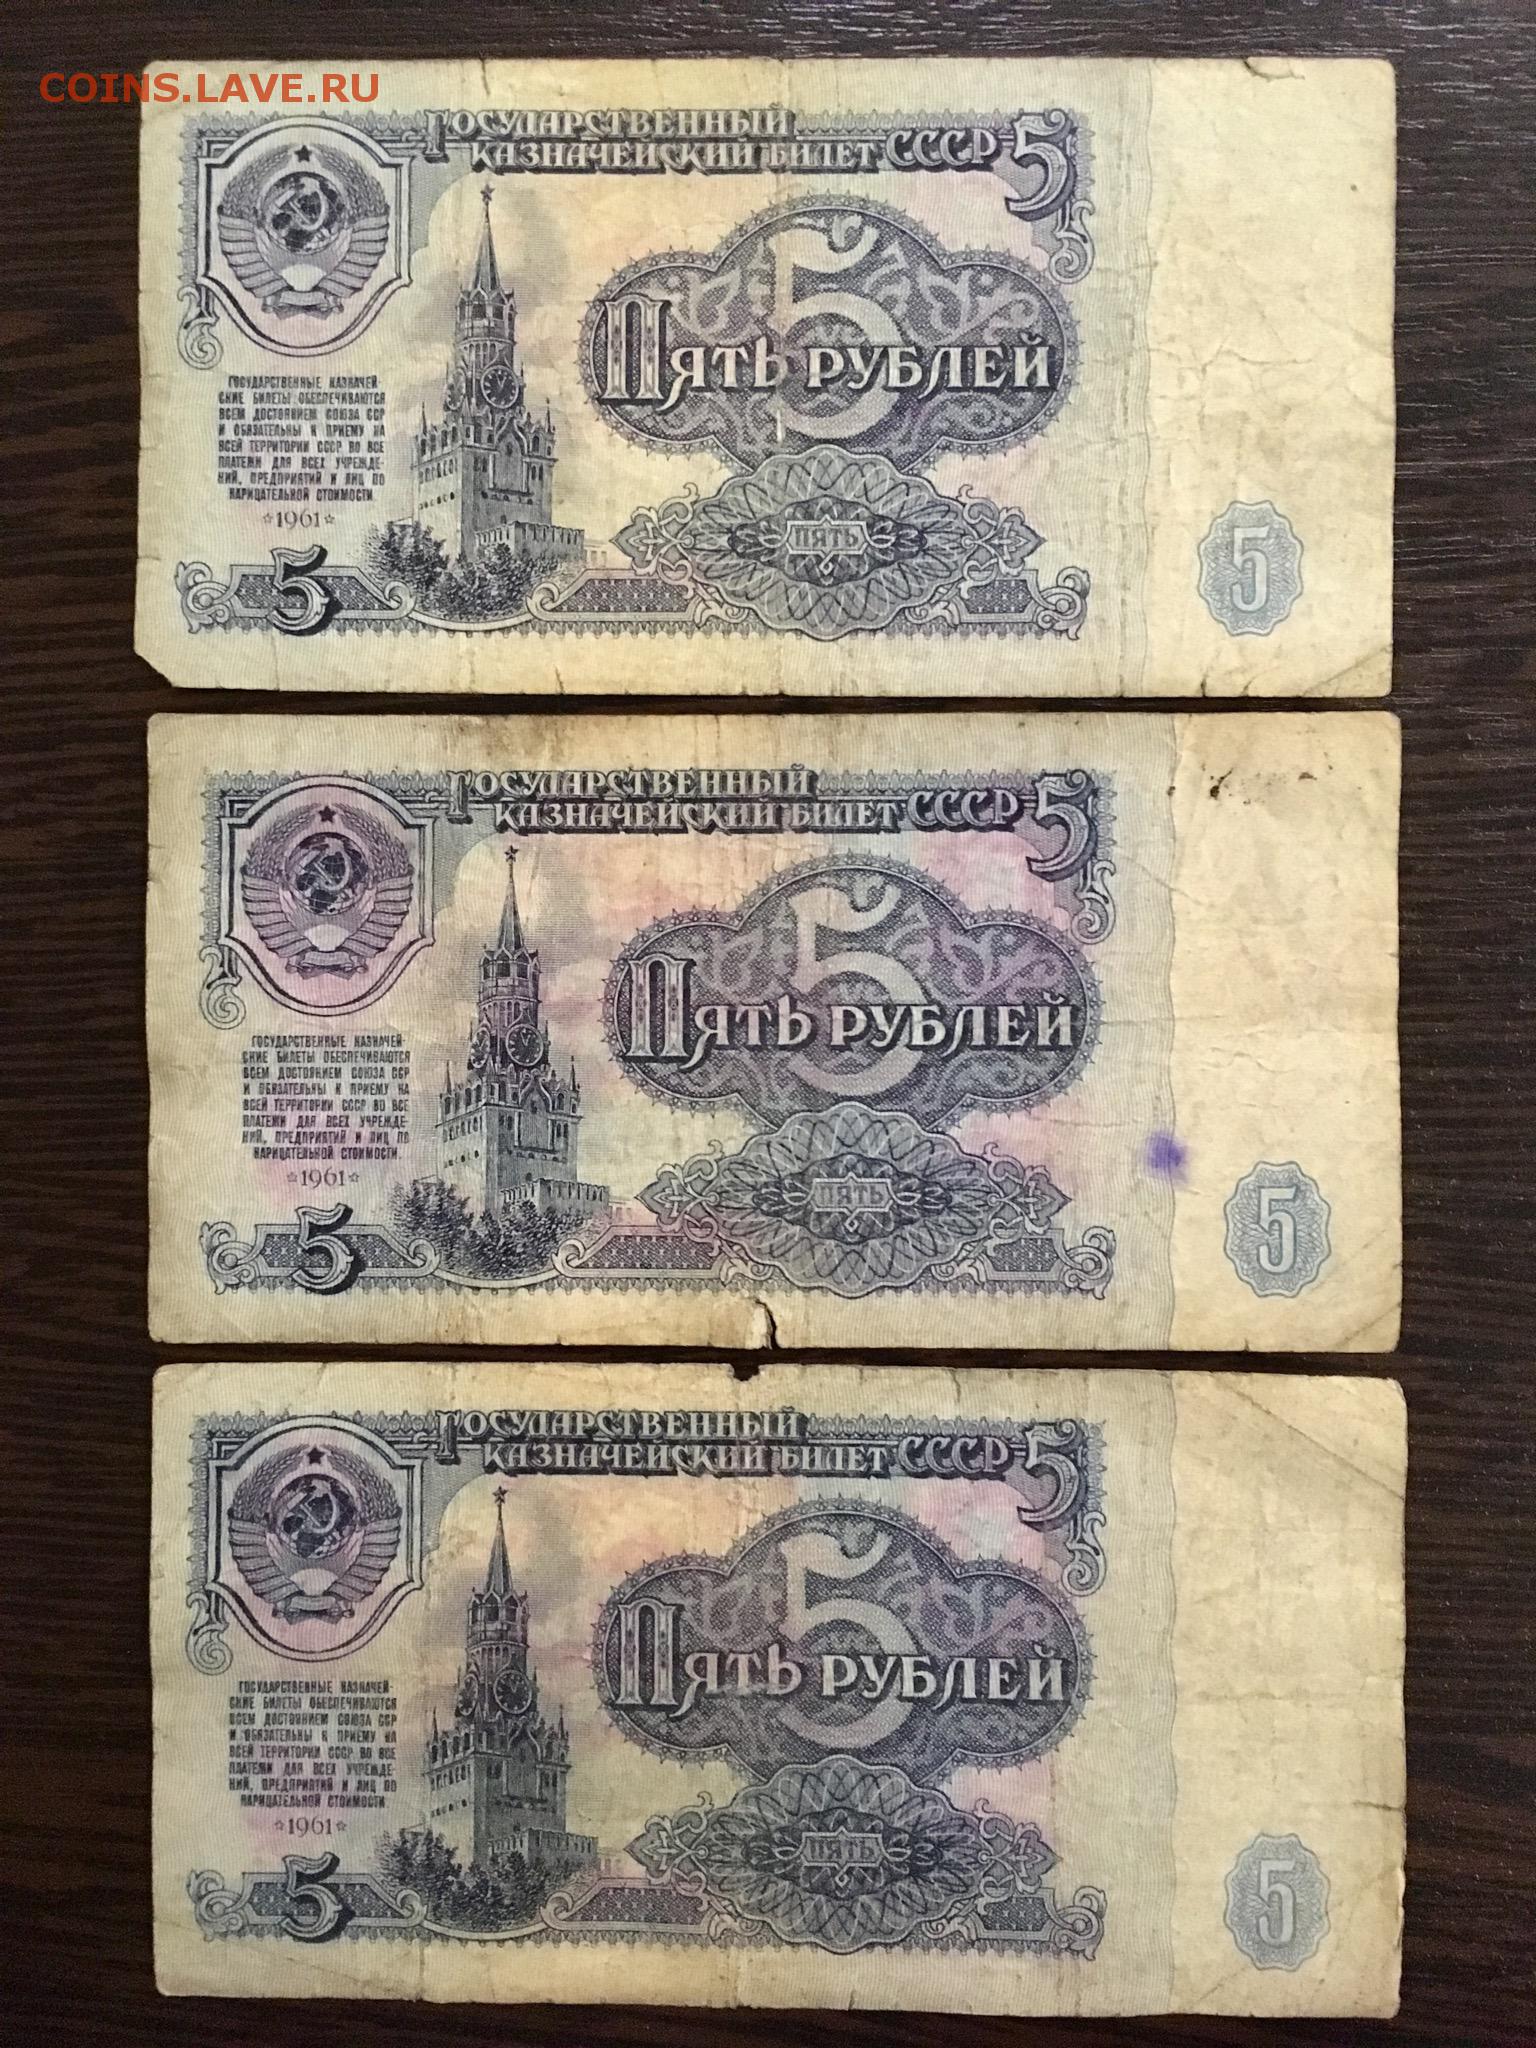 COINS.LAVE.RU
ГОСУДАРСТВЕННЫЙ
КАЗНАЧЕЙСКИЙ БИЛЕТ СССР 5
5
ПЯТЬ РУБЛЕЙ
ГОСУДАРСТВЕННЫЕ КАЗНАЧЕЙ-
СКИЕ БИЛЕТЫ ОБЕСПЕЧИВАЮТСЯ
ВСЕМ ДОСТОЯНИЕМ СОЮЗА ССР
И ОБЯЗАТЕЛЬНЫ К ПРИЕМУ НА
ВСЕЙ ТЕРРИТОРИИ СССР ВО ВСЕ
ПЛАТЕЖИ ДЛЯ ВСЕХ УЧРЕЖДЕ-
НИЙ, ПРЕДПРИЯТИЙ И ЛИЦ ПО
НАРИЦАТЕЛЬНОЙ СТОИМОСТИ.
☆1961☆
ПЯТЬ
5
5
ГОСУДАРСТВЕННЫЙ
КАЗНАЧЕЙСКИЙ БИЛЕТ СССР 5
5
ПЯТЬ РУБЛЕЙ
ГОСУДАРСТВЕННЫЕ КАЗНАЧЕЙ-
СКИЕ БИЛЕТЫ ОБЕСПЕЧИВАЮТСЯ
ВСЕМ ДОСТОЯНИЕМ СОЮЗА ССР
И ОБЯЗАТЕЛЬНЫ К ПРИЕМУ НА
ВСЕЙ ТЕРРИТОРИИ СССР ВО ВСЕ
ПЛАТЕЖИ ДЛЯ ВСЕХ УЧРЕЖДЕ-
НИЙ, ПРЕДПРИЯТИЙ И ЛИЦ ПО
НАРИЦАТЕЛЬНОЙ СТОИМОСТИ.
☆1961☆
ПЯТЬ
5
5
ГОСУДАРСТВЕННЫЙ
КАЗНАЧЕЙСКИЙ БИЛЕТ СССР 5
5
ПЯТЬ РУБЛЕЙ
ГОСУДАРСТВЕННЫЕ КАЗНАЧЕЙ-
СКИЕ БИЛЕТЫ ОБЕСПЕЧИВАЮТСЯ
ВСЕМ ДОСТОЯНИЕМ СОЮЗА ССР
И ОБЯЗАТЕЛЬНЫ К ПРИЕМУ НА
ВСЕЙ ТЕРРИТОРИИ СССР ВО ВСЕ
ПЛАТЕЖИ ДЛЯ ВСЕХ УЧРЕЖДЕ-
НИЙ, ПРЕДПРИЯТИЙ И ЛИЦ ПО
НАРИЦАТЕЛЬНОЙ СТОИМОСТИ.
☆1961☆
ПЯТЬ
5
5